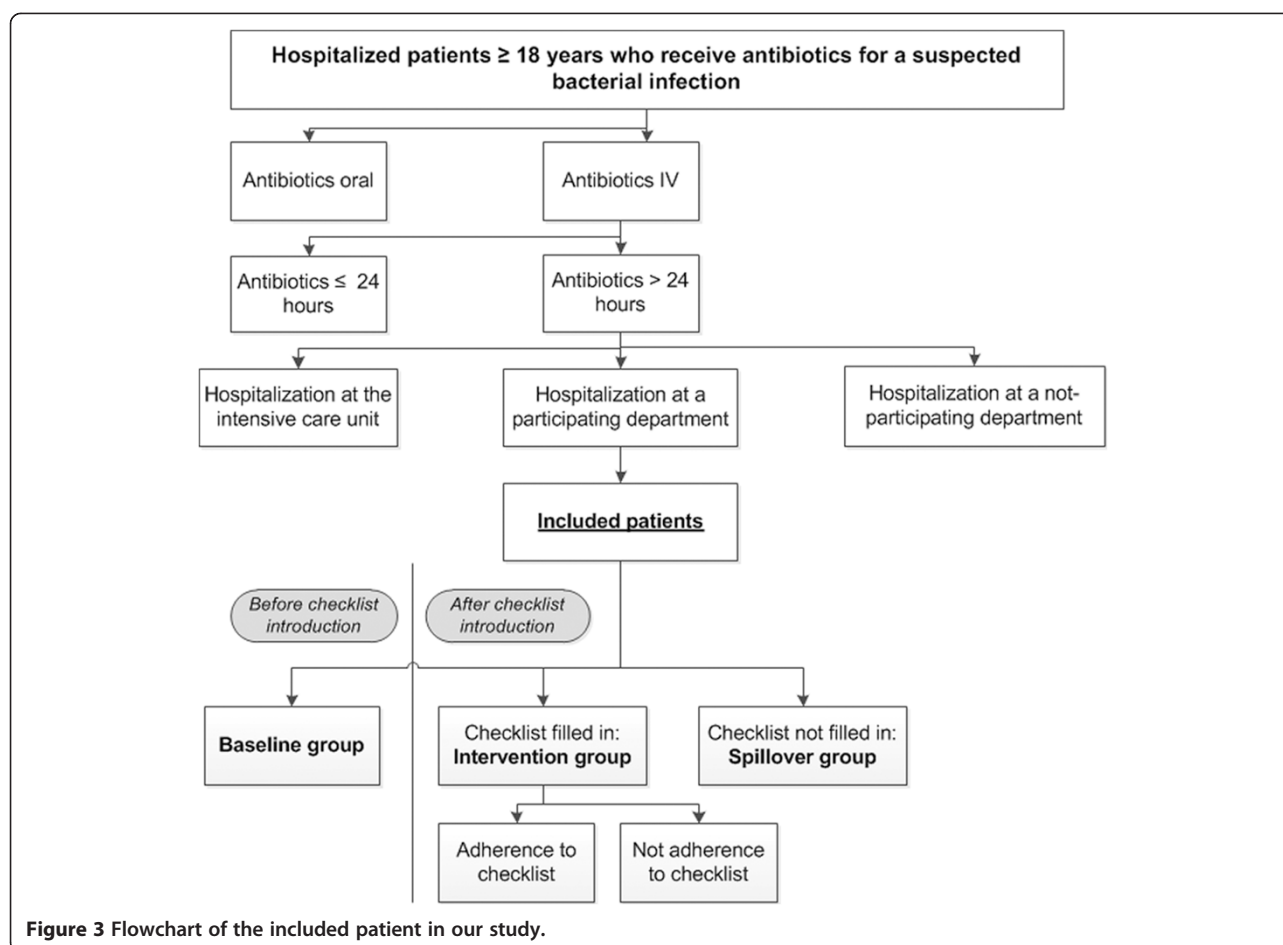 Hospitalized patients ≥ 18 years who receive antibiotics for a suspected
bacterial infection
Antibiotics oral
Antibiotics IV
Antibiotics ≤ 24
hours
Antibiotics > 24
hours
Hospitalization at the
intensive care unit
Hospitalization at a
participating department
Hospitalization at a not-
participating department
Included patients
Before checklist
introduction
After checklist
introduction
Baseline group
Checklist filled in:
Intervention group
Checklist not filled in:
Spillover group
Adherence to
checklist
Not adherence
to checklist
Figure 3 Flowchart of the included patient in our study.